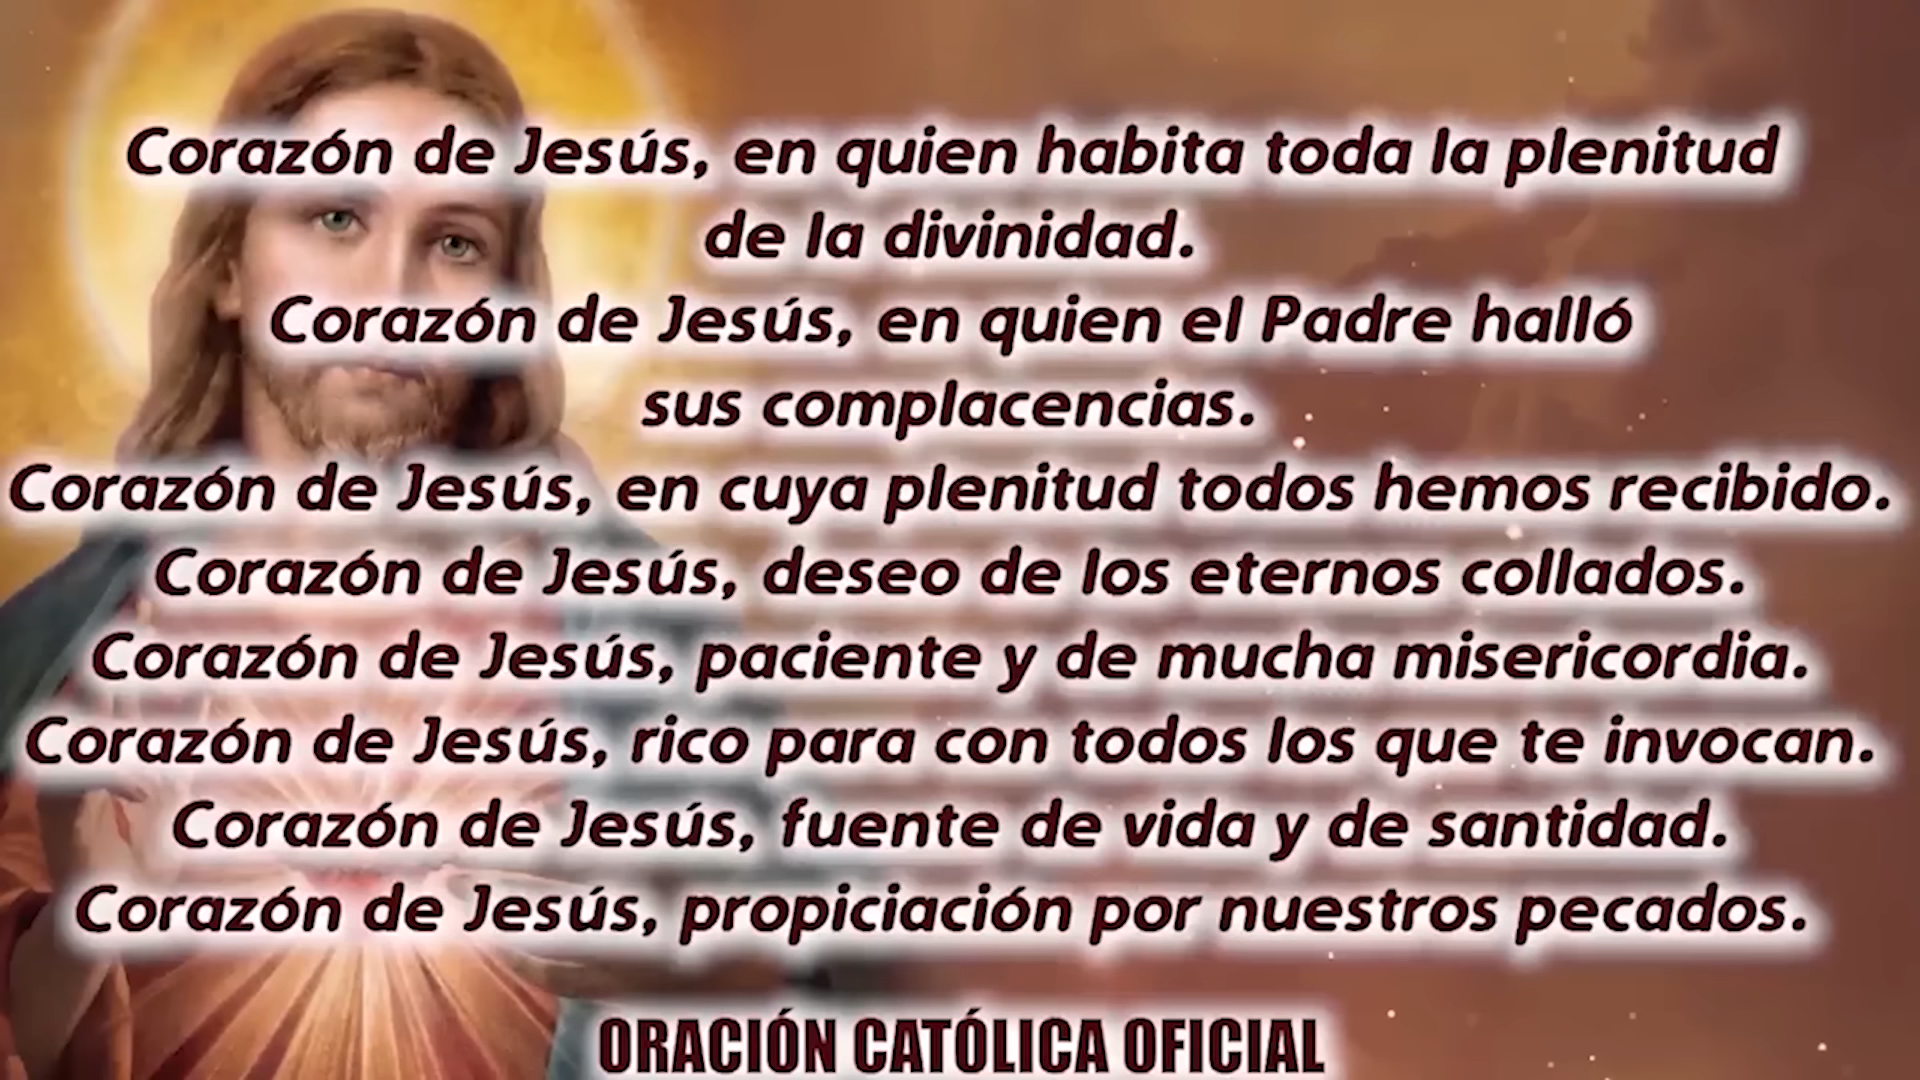 Corazón de Jesús, en quien habita toda la plenitud
de la divinidad.
Corazón de Jesús, en quien el Padre halló
sus complacencias.
Corazón de Jesús, en cuya plenitud todos hemos recibido.
Corazón de Jesús, deseo de los eternos collados.
Corazón de Jesús, paciente y de mucha misericordia.
Corazón de Jesús, rico para con todos los que te invocan.
Corazón de Jesús, fuente de vida y de santidad.
Corazón de Jesús, propiciación por nuestros pecados.
ORACIÓN CATÓLICA OFICIAL